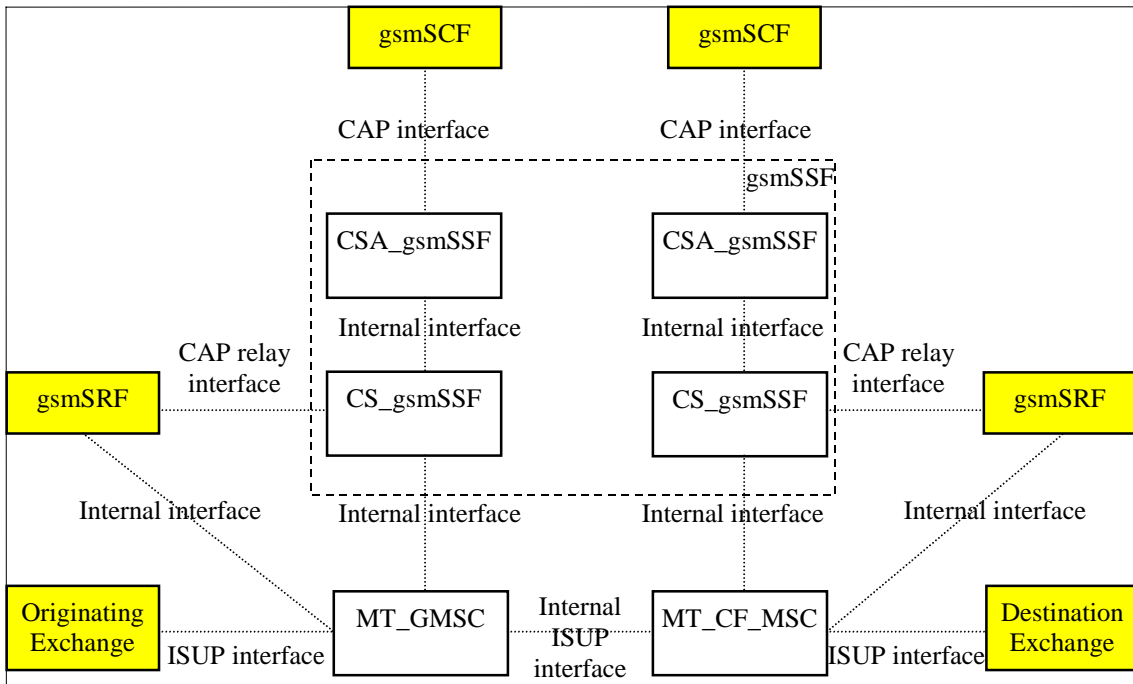 gsmSCF
gsmSCF
CAP interface
CAP interface
gsmSSF
CSA_gsmSSF
CSA_gsmSSF
Internal interface
Internal interface
CAP relay
interface
CAP relay
interface
gsmSRF
CS_gsmSSF
CS_gsmSSF
gsmSRF
Internal interface
Internal interface
Internal interface
Internal interface
Originating
Exchange
MT_GMSC
Internal
ISUP
interface
MT_CF_MSC
Destination
Exchange
ISUP interface
ISUP interface